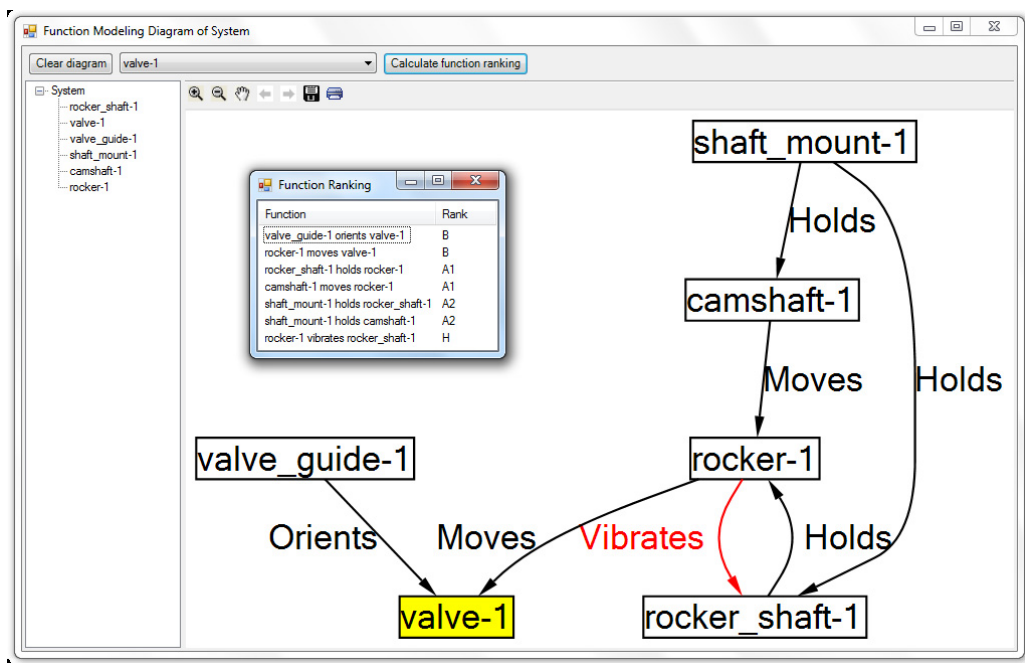 Function Modeling Diagram of System
Clear diagram valve-1 Calculate function ranking
System
rocker_shaft-1
valve-1
valve_guide-1
shaft_mount-1
camshaft-1
rocker-1
Function Ranking
Function Rank
valve_guide-1 orients valve-1 B
rocker-1 moves valve-1 B
rocker_shaft-1 holds rocker-1 A1
camshaft-1 moves rocker-1 A1
shaft_mount-1 holds rocker_shaft-1 A2
shaft_mount-1 holds camshaft-1 A2
rocker-1 vibrates rocker_shaft-1 H
shaft_mount-1
Holds
camshaft-1
Moves Holds
valve_guide-1 rocker-1
Orients Moves Vibrates Holds
valve-1 rocker_shaft-1